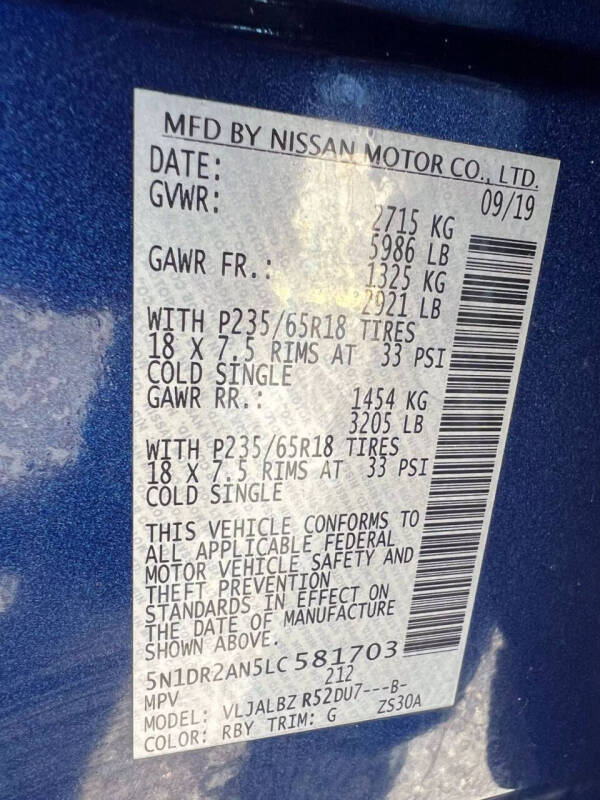 MFD BY NISSAN MOTOR CO., LTD.
DATE: 09/19
GVWR: 2715 KG
5986 LB
GAWR FR.: 1325 KG
2921 LB
WITH P235/65R18 TIRES
18 X 7.5 RIMS AT 33 PSI
COLD SINGLE
GAWR RR.: 1454 KG
3205 LB
WITH P235/65R18 TIRES
18 X 7.5 RIMS AT 33 PSI
COLD SINGLE
THIS VEHICLE CONFORMS TO
ALL APPLICABLE FEDERAL
MOTOR VEHICLE SAFETY AND
THEFT PREVENTION
STANDARDS IN EFFECT ON
THE DATE OF MANUFACTURE
SHOWN ABOVE.
5N1DR2AN5LC581703
MPV 212
MODEL: VLJALBZ R52DU7---B-
COLOR: RBY TRIM: G ZS30A